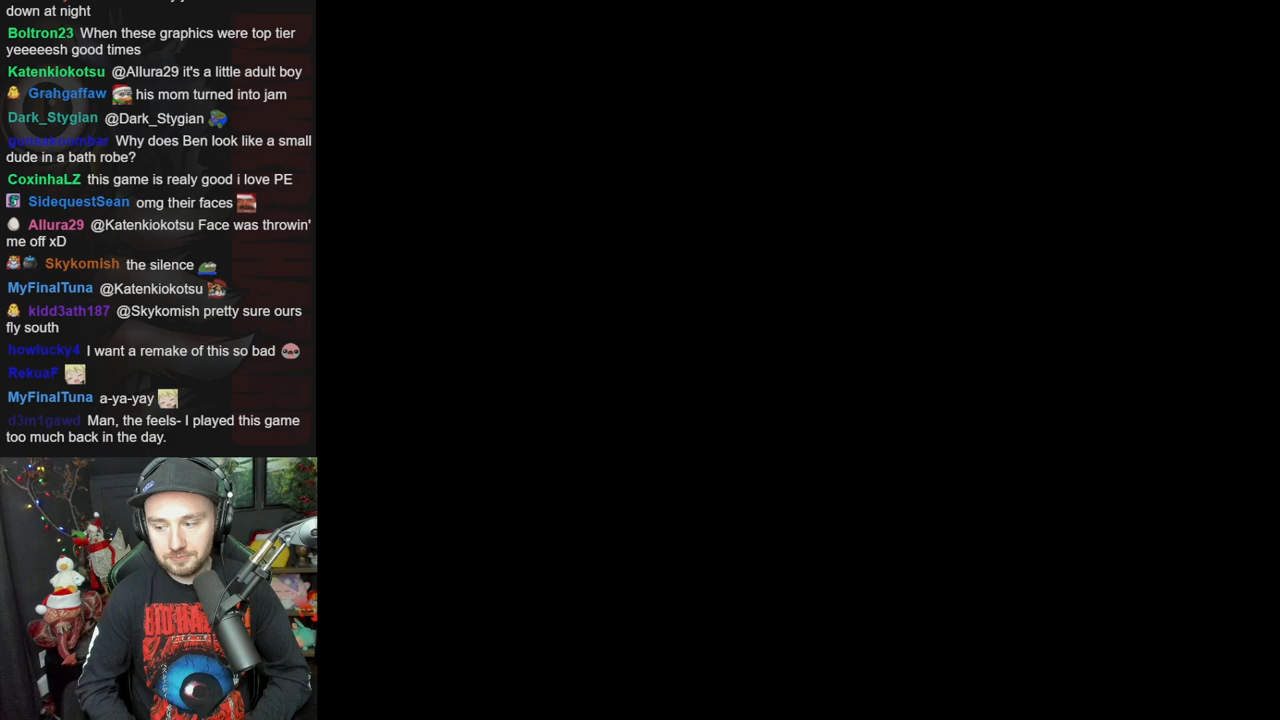 down at night
Boltron23 When these graphics were top tier
yeeeeesh good times
Katenkiokotsu @Allura29 it's a little adult boy
Grahgaffaw his mom turned into jam
Dark_Stygian @Dark_Stygian
Why does Ben look like a small
dude in a bath robe?
CoxinhaLZ this game is realy good i love PE
SidequestSean omg their faces
Allura29 @Katenkiokotsu Face was throwin'
me off xD
Skykomish the silence
MyFinalTuna @Katenkiokotsu
kidd3ath187 @Skykomish pretty sure ours
fly south
howlucky4 I want a remake of this so bad
RekuaF
MyFinalTuna a-ya-yay
d3m1gawd Man, the feels- I played this game
too much back in the day.